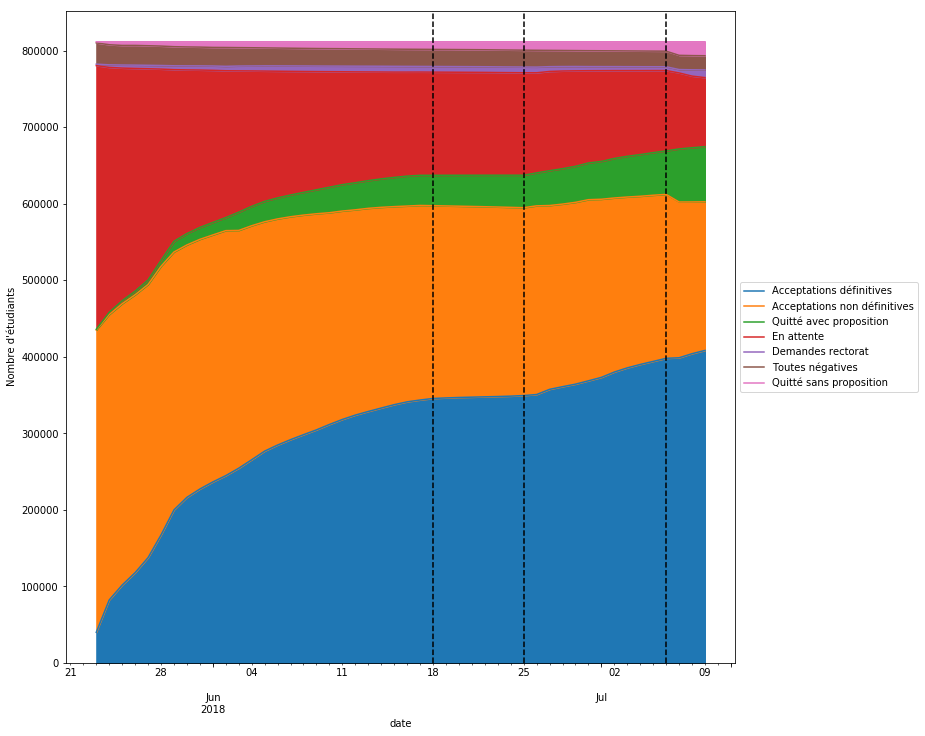 800000
700000
600000
500000
400000
300000
200000
100000
0
Nombre d'étudiants
21 28 04 11 18 25 02 09
Jun Jul
2018
date
Acceptations définitives
Acceptations non définitives
Quitté avec proposition
En attente
Demandes rectorat
Toutes négatives
Quitté sans proposition